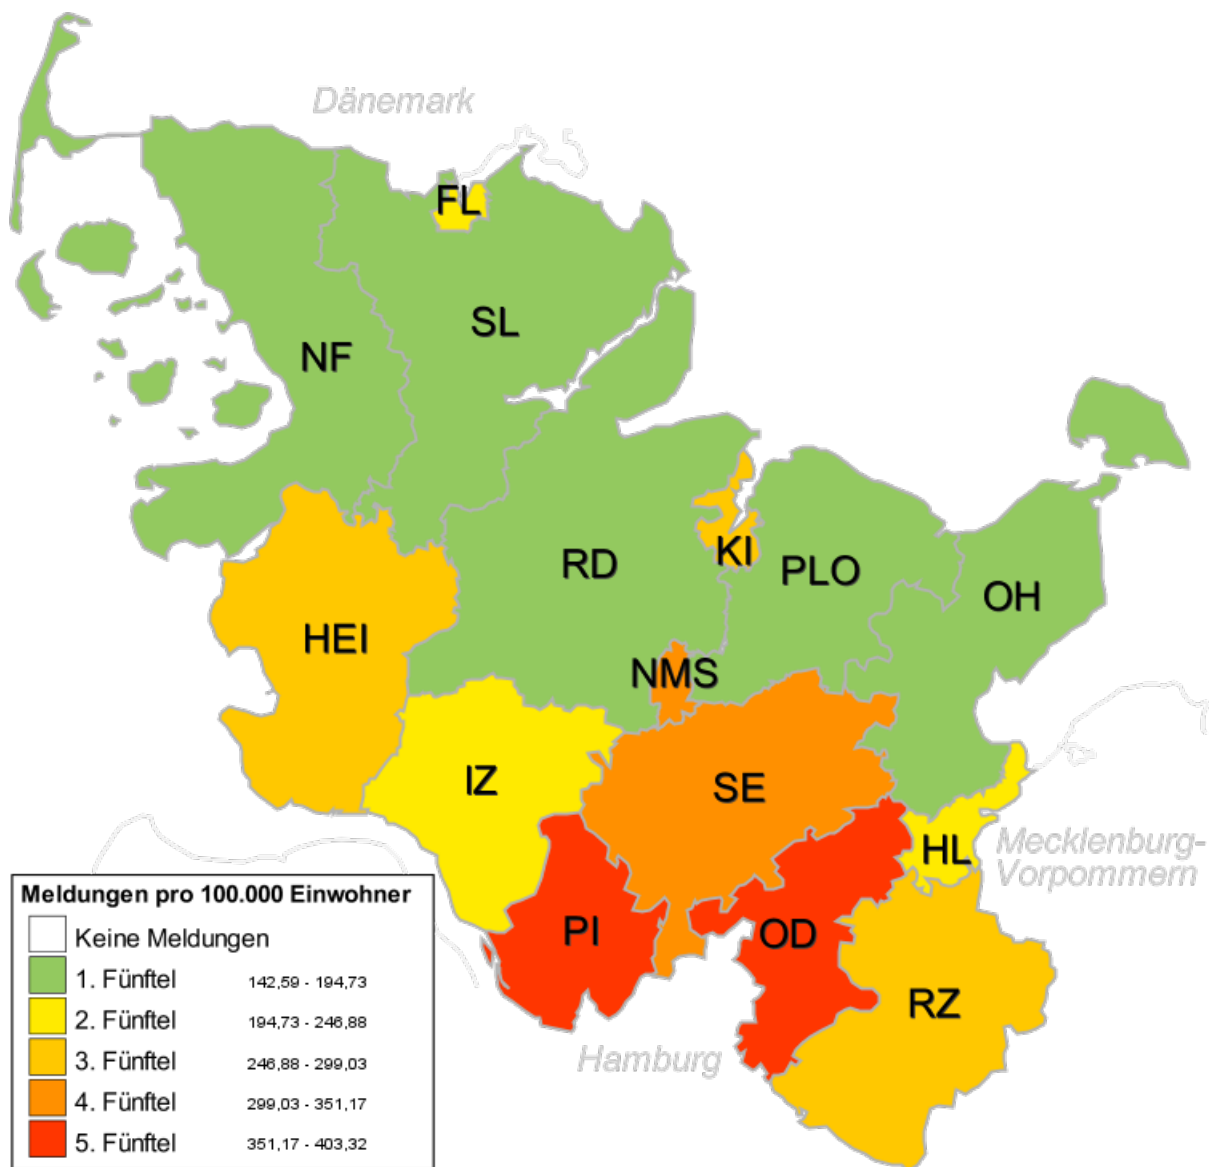 Dänemark
FL
SL
NF
KI
RD
PLO
OH
HEI
NMS
IZ
SE
HL
Mecklenburg-
Vorpommern
PI
OD
RZ
Hamburg
Meldungen pro 100.000 Einwohner
Keine Meldungen
1. Fünftel 142,59 - 194,73
2. Fünftel 194,73 - 246,88
3. Fünftel 246,88 - 299,03
4. Fünftel 299,03 - 351,17
5. Fünftel 351,17 - 403,32